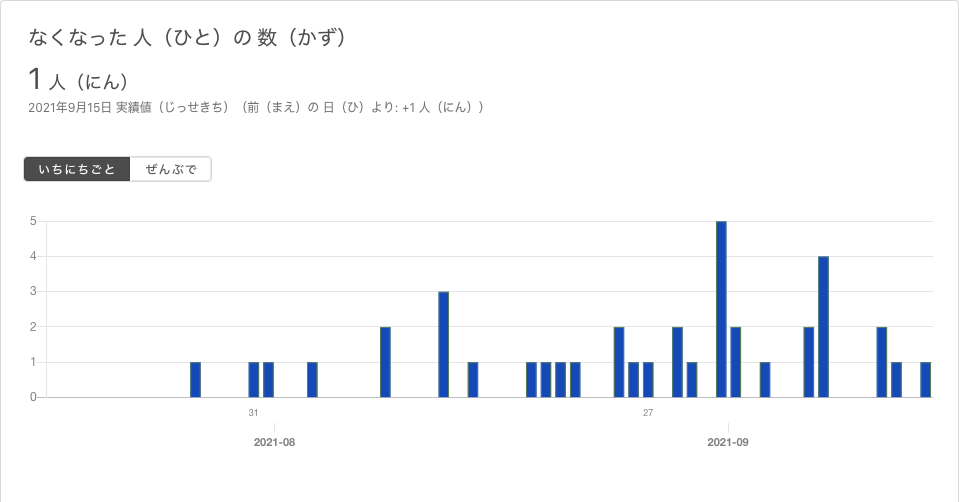 なくなった 人（ひと）の 数（かず）
1 人（にん）
2021年9月15日 実績値（じっせきち）（前（まえ）の 日（ひ）より: +1 人（にん））
いちにちごと ぜんぶで
5
4
3
2
1
0
31 27
2021-08 2021-09